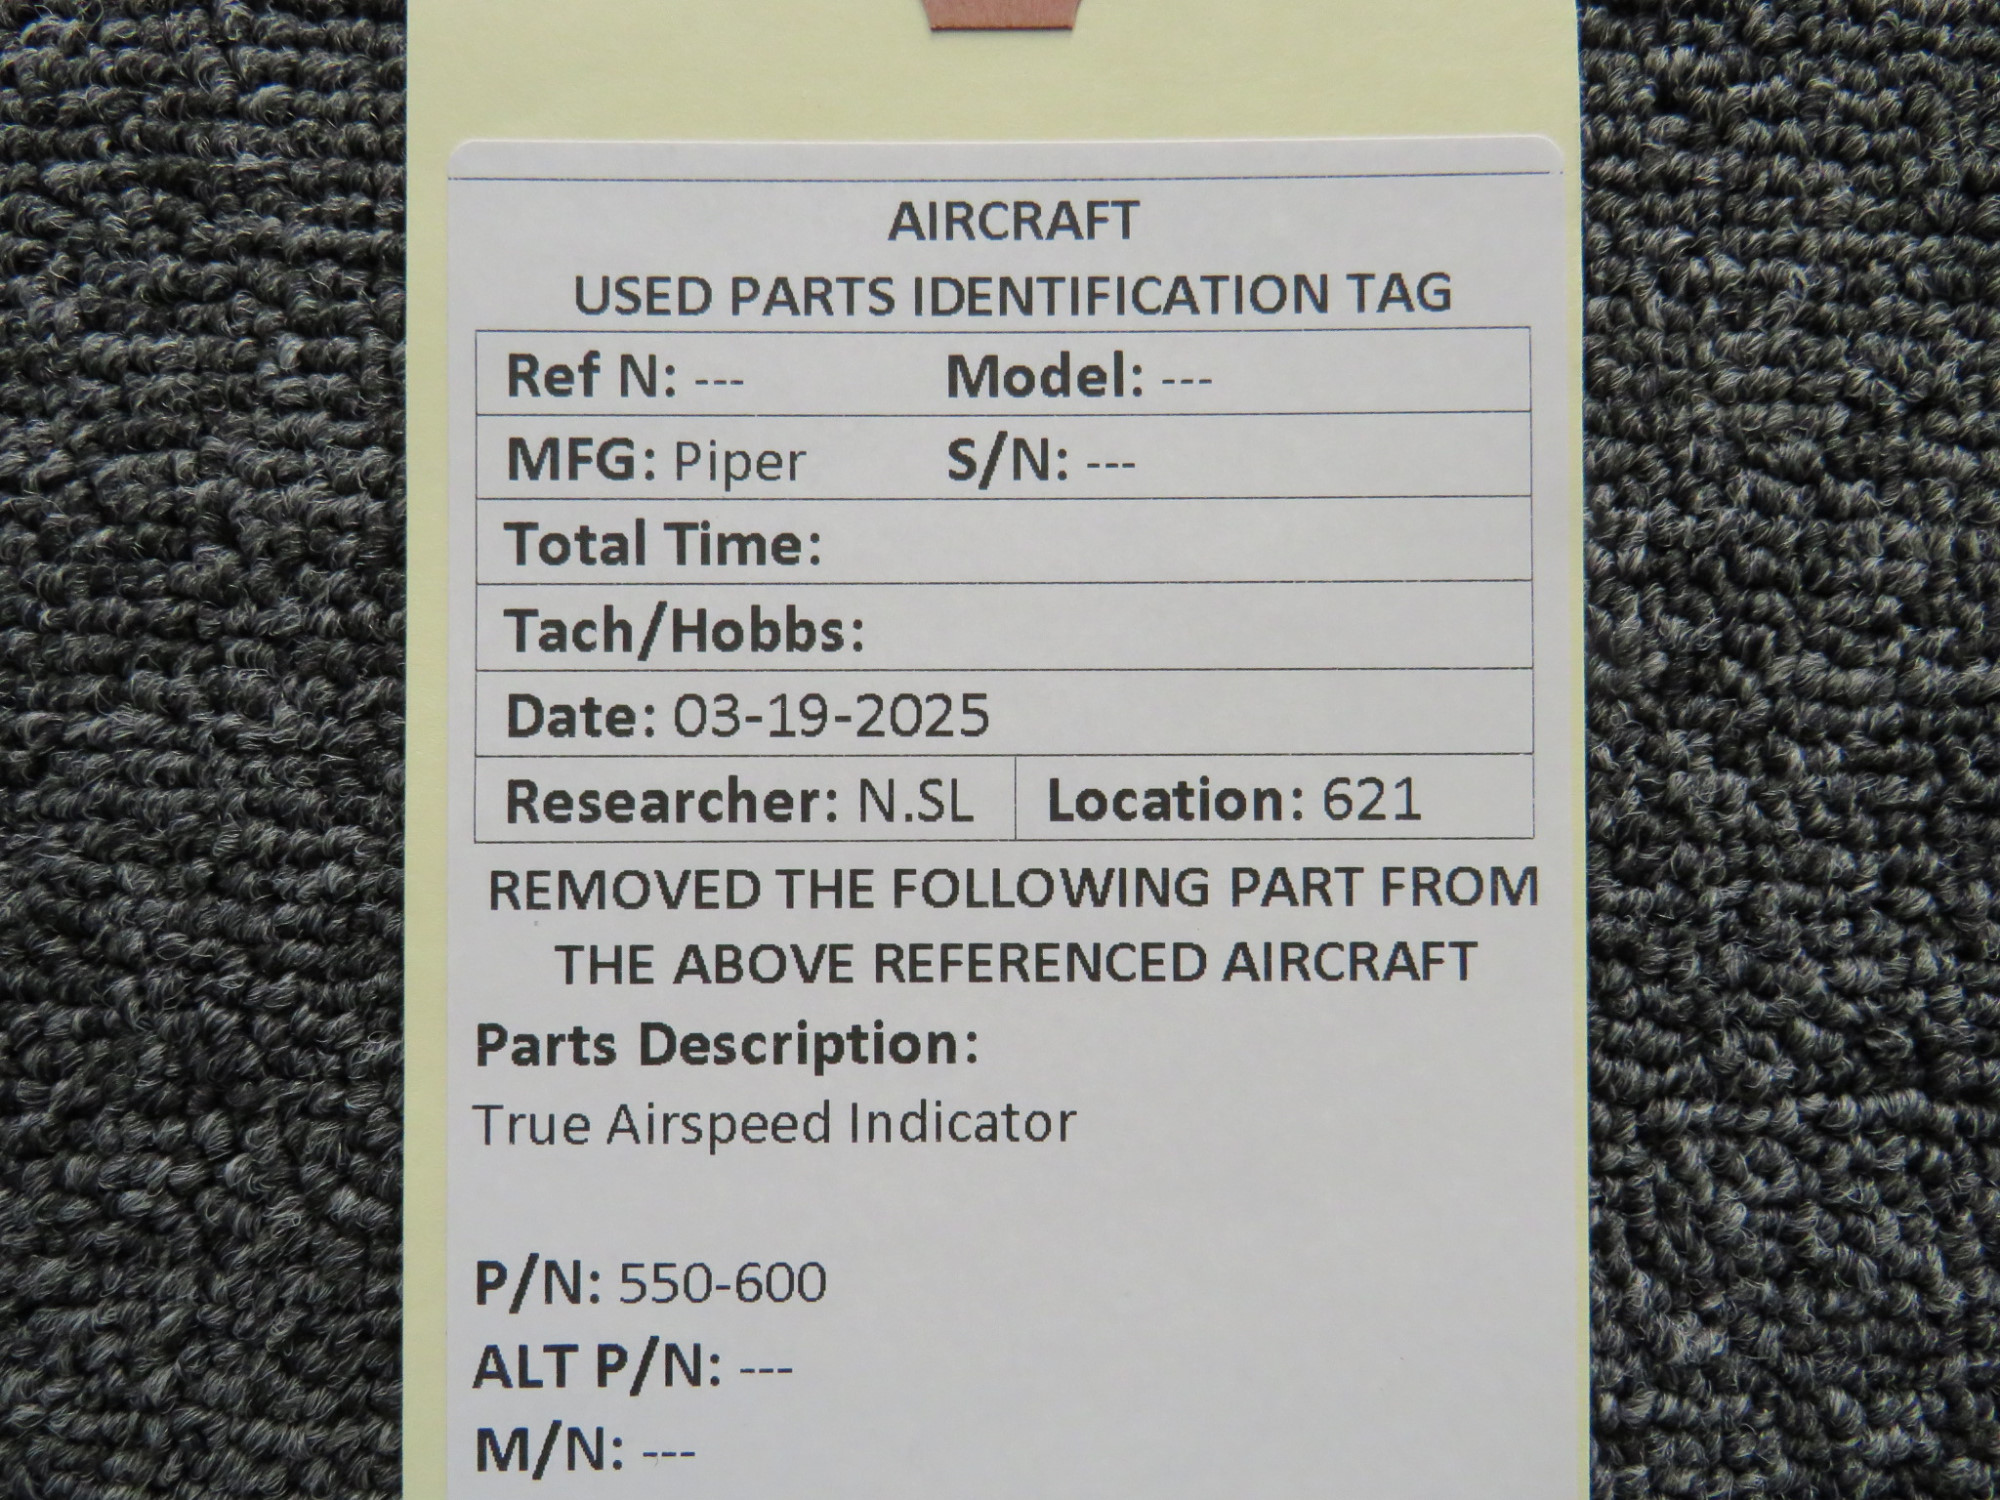 AIRCRAFT
USED PARTS IDENTIFICATION TAG
Ref N: --- Model: ---
MFG: Piper S/N: ---
Total Time:
Tach/Hobbs:
Date: 03-19-2025
Researcher: N.SL Location: 621
REMOVED THE FOLLOWING PART FROM
THE ABOVE REFERENCED AIRCRAFT
Parts Description:
True Airspeed Indicator
P/N: 550-600
ALT P/N: ---
M/N: ---